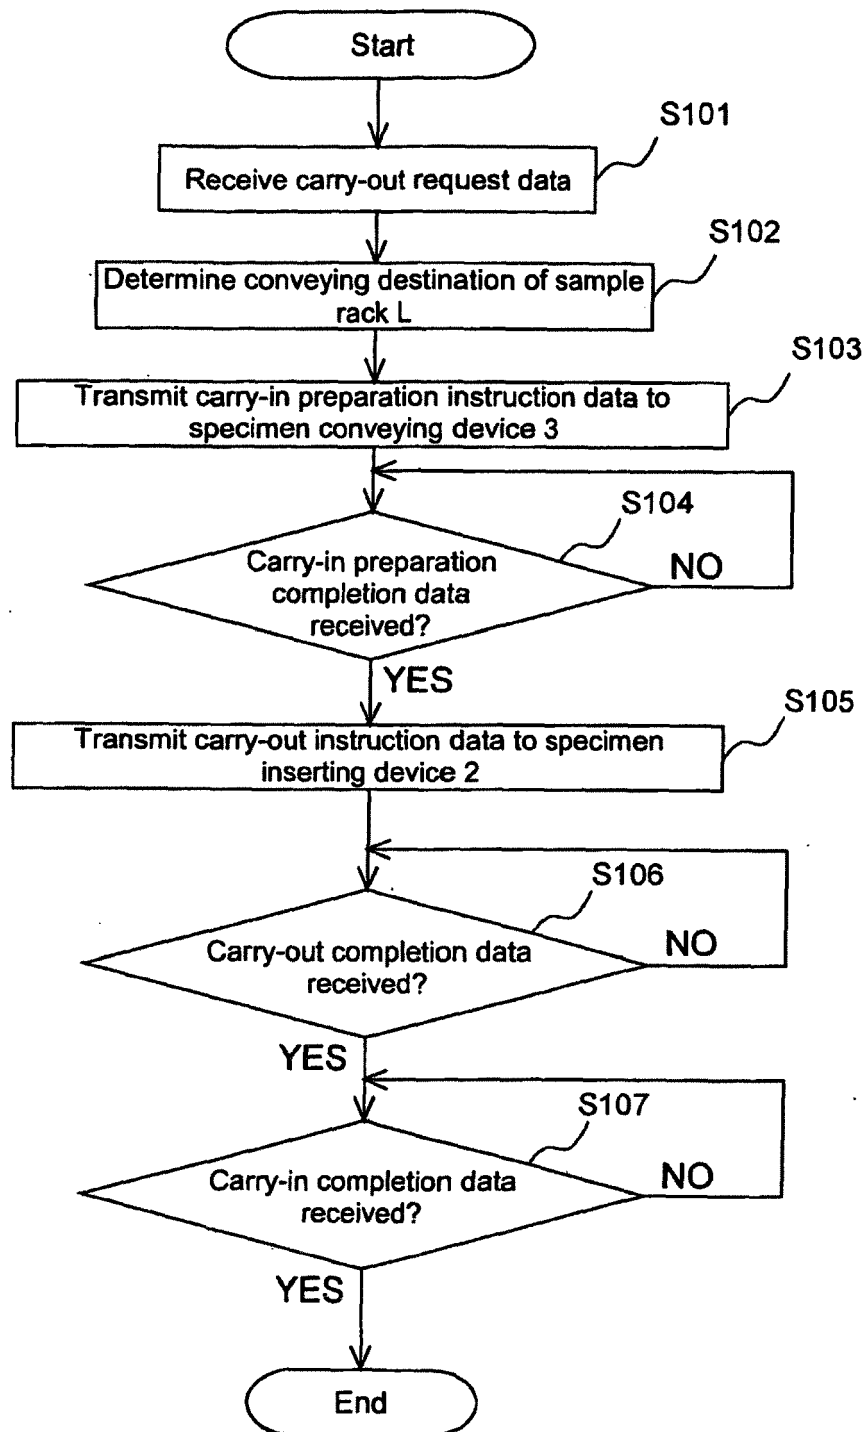 Start
S101
Receive carry-out request data
S102
Determine conveying destination of sample
rack L
S103
Transmit carry-in preparation instruction data to
specimen conveying device 3
S104
Carry-in preparation
completion data
received?
NO
YES
S105
Transmit carry-out instruction data to specimen
inserting device 2
S106
Carry-out completion data
received?
NO
YES
S107
Carry-in completion data
received?
NO
YES
End